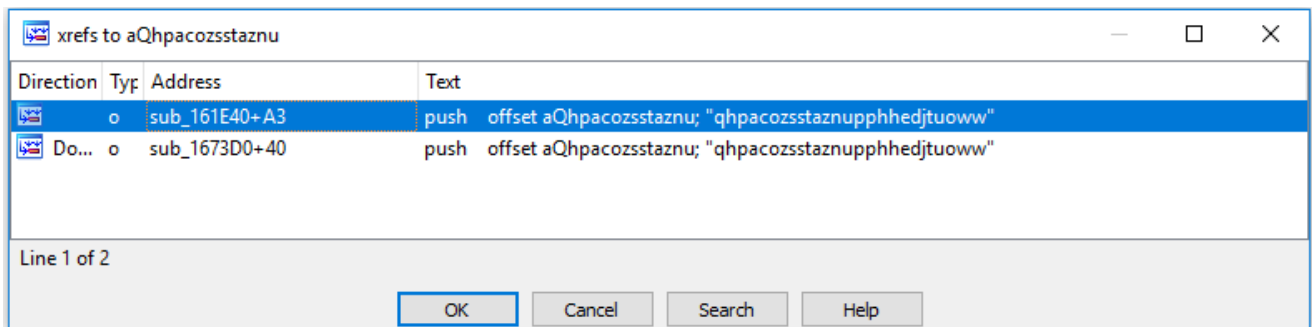 xrefs to aQhpacozsstaznu
Direction Typ Address Text
o sub_161E40+A3 push offset aQhpacozsstaznu; "qhpacozsstaznupphhedjtuoww"
Do... o sub_1673D0+40 push offset aQhpacozsstaznu; "qhpacozsstaznupphhedjtuoww"
Line 1 of 2
OK Cancel Search Help